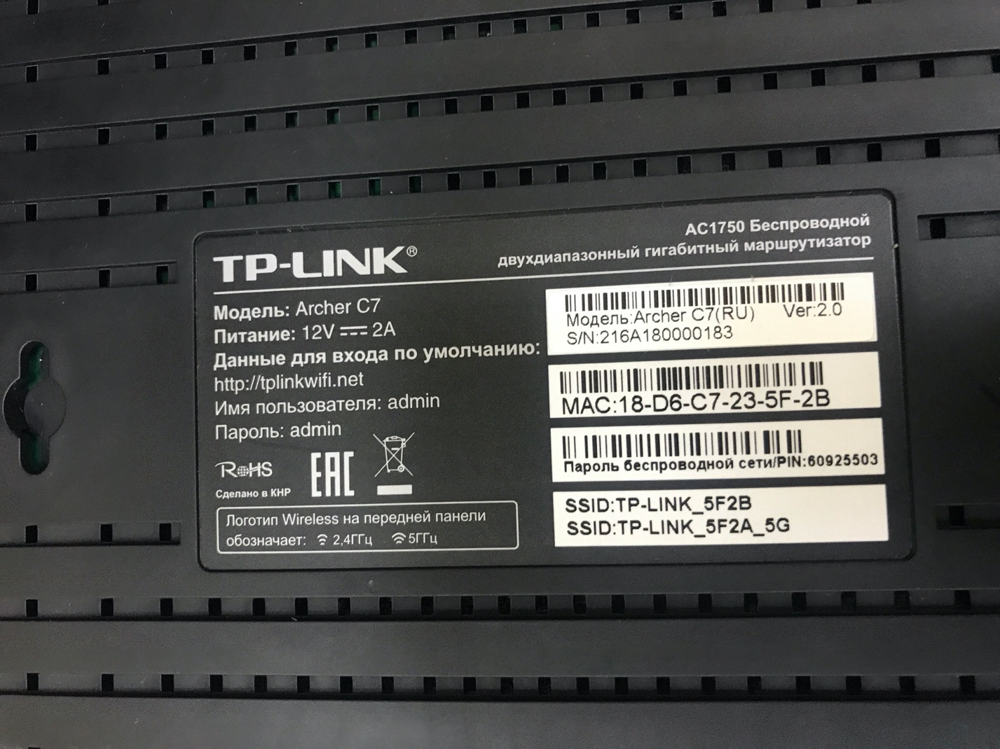 TP-LINK®
AC1750 Беспроводной
двухдиапазонный гигабитный маршрутизатор
Модель: Archer C7
Питание: 12V 2A
Данные для входа по умолчанию:
http://tplinkwifi.net
Имя пользователя: admin
Пароль: admin
RoHS
EAC
Сделано в КНР
Логотип Wireless на передней панели
обозначает: 2,4ГГц 5ГГц
Модель:Archer C7(RU) Ver:2.0
S/N:216A180000183
MAC:18-D6-C7-23-5F-2B
Пароль беспроводной сети/PIN:60925503
SSID:TP-LINK_5F2B
SSID:TP-LINK_5F2A_5G